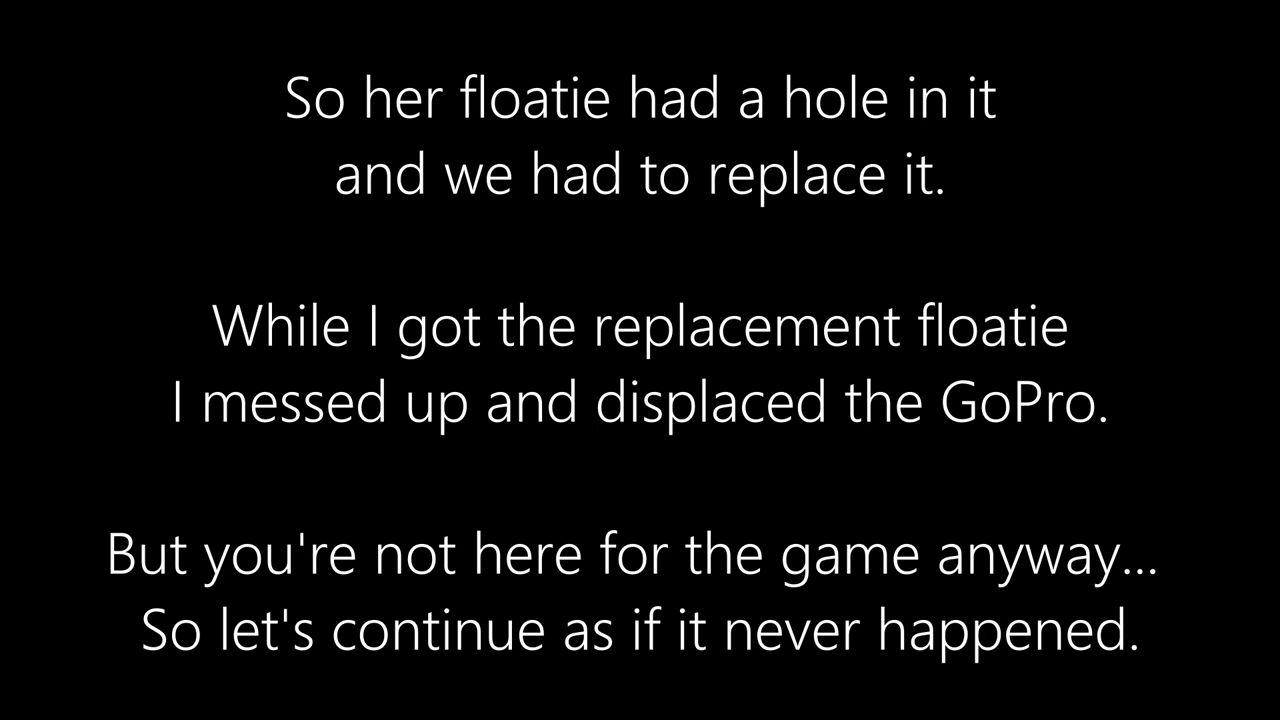 So her floatie had a hole in it
and we had to replace it.
While I got the replacement floatie
I messed up and displaced the GoPro.
But you're not here for the game anyway...
So let's continue as if it never happened.